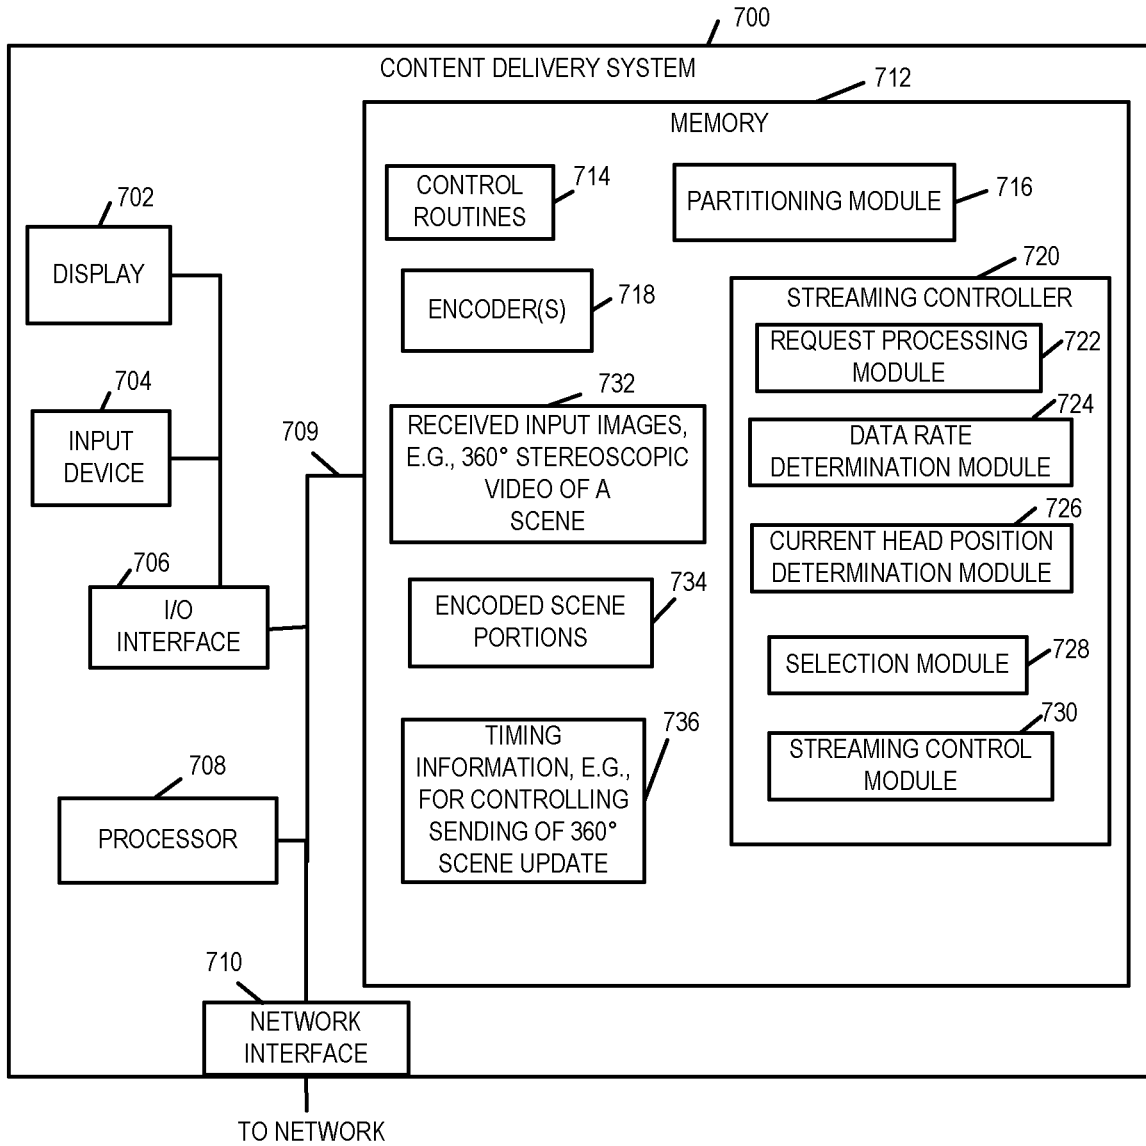 700
CONTENT DELIVERY SYSTEM
712
MEMORY
702
DISPLAY
704
INPUT
DEVICE
706
I/O
INTERFACE
708
PROCESSOR
709
710
NETWORK
INTERFACE
TO NETWORK
714
CONTROL
ROUTINES
716
PARTITIONING MODULE
718
ENCODER(S)
732
RECEIVED INPUT IMAGES,
E.G., 360° STEREOSCOPIC
VIDEO OF A
SCENE
734
ENCODED SCENE
PORTIONS
736
TIMING
INFORMATION, E.G.,
FOR CONTROLLING
SENDING OF 360°
SCENE UPDATE
720
STREAMING CONTROLLER
722
REQUEST PROCESSING
MODULE
724
DATA RATE
DETERMINATION MODULE
726
CURRENT HEAD POSITION
DETERMINATION MODULE
728
SELECTION MODULE
730
STREAMING CONTROL
MODULE